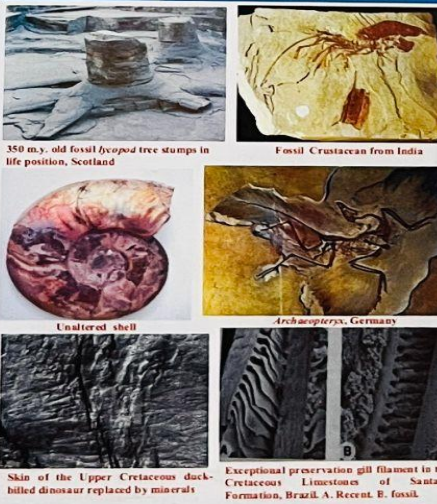 350 m.y. old fossil lycopod tree stumps in
life position, Scotland
Fossil Crustacean from India
Unaltered shell
Archaeopteryx, Germany
Skin of the Upper Cretaceous duck-
billed dinosaur replaced by minerals
B
Exceptional preservation gill filament in
Cretaceous Limestones of Santa
Formation, Brazil. A. Recent. B. fossil.